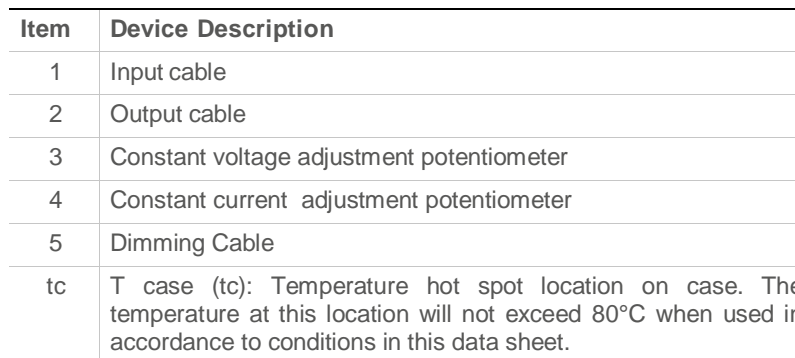 Item Device Description
1 Input cable
2 Output cable
3 Constant voltage adjustment potentiometer
4 Constant current adjustment potentiometer
5 Dimming Cable
tc T case (tc): Temperature hot spot location on case. The
temperature at this location will not exceed 80°C when used in
accordance to conditions in this data sheet.